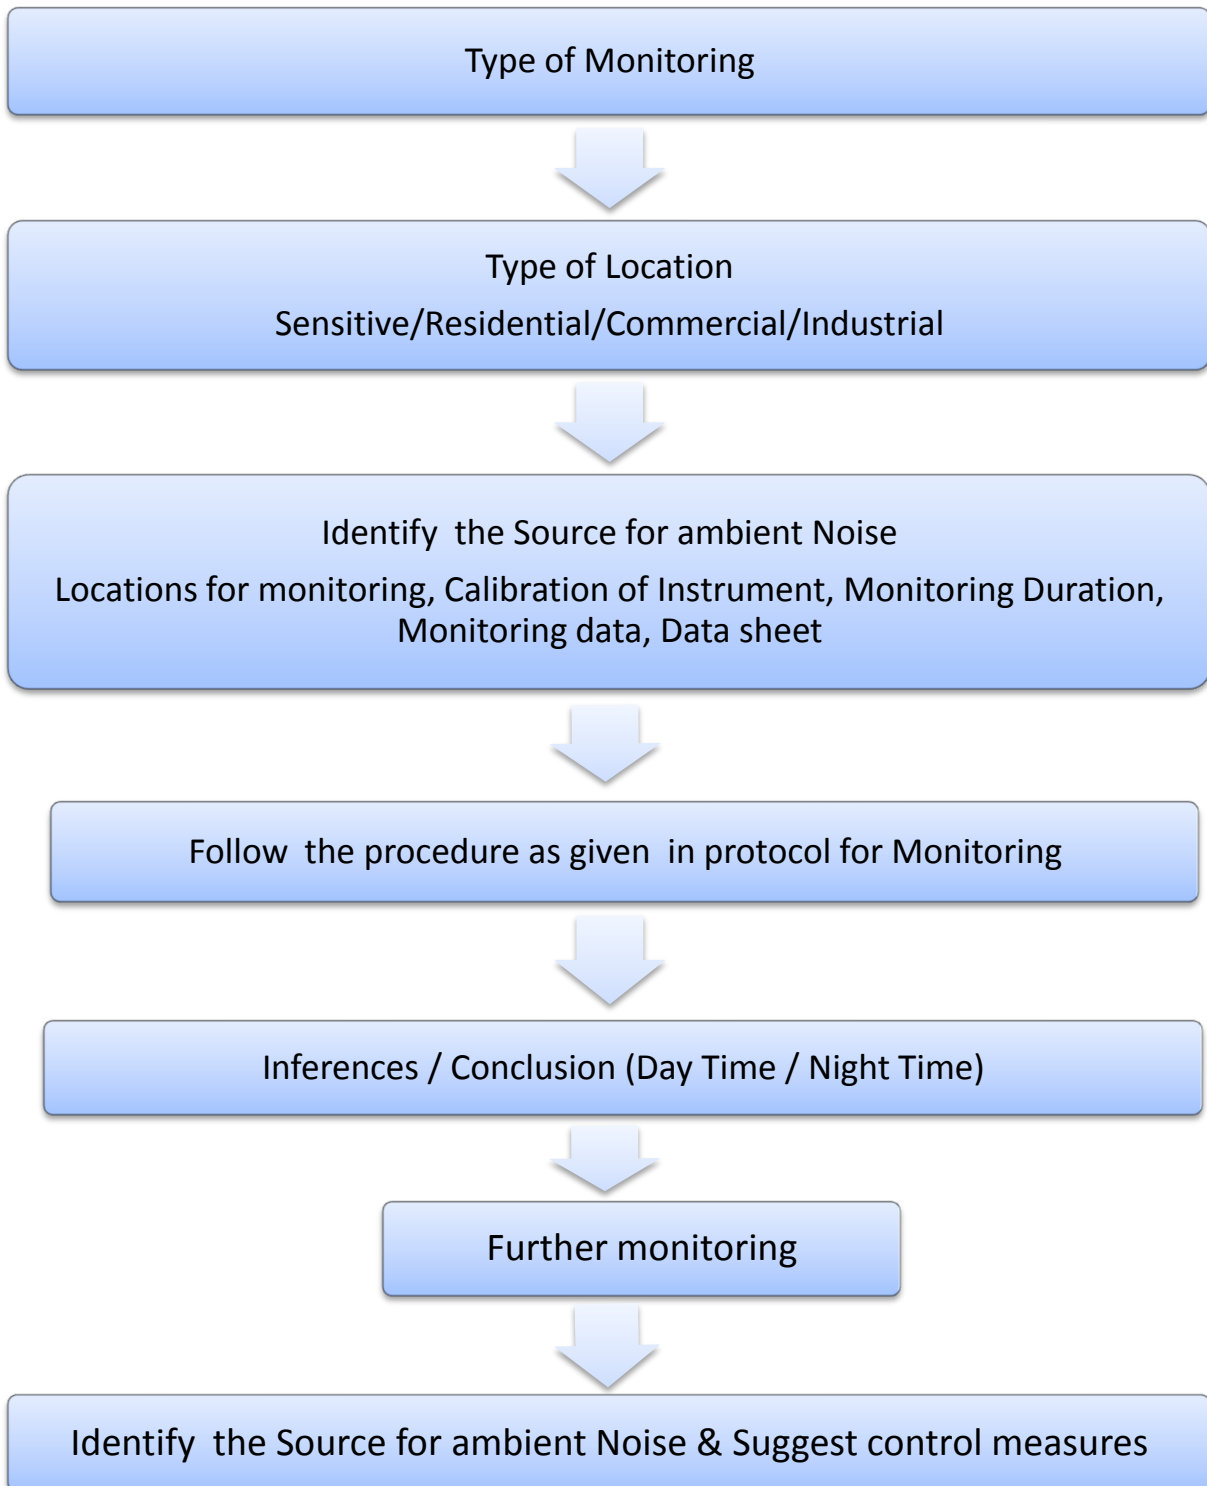 Type of Monitoring
Type of Location
Sensitive/Residential/Commercial/Industrial
Identify  the Source for ambient Noise
Locations for monitoring, Calibration of Instrument, Monitoring Duration,
Monitoring data, Data sheet
Follow  the procedure as given  in protocol for Monitoring
Inferences / Conclusion (Day Time / Night Time)
Further monitoring
Identify  the Source for ambient Noise & Suggest control measures